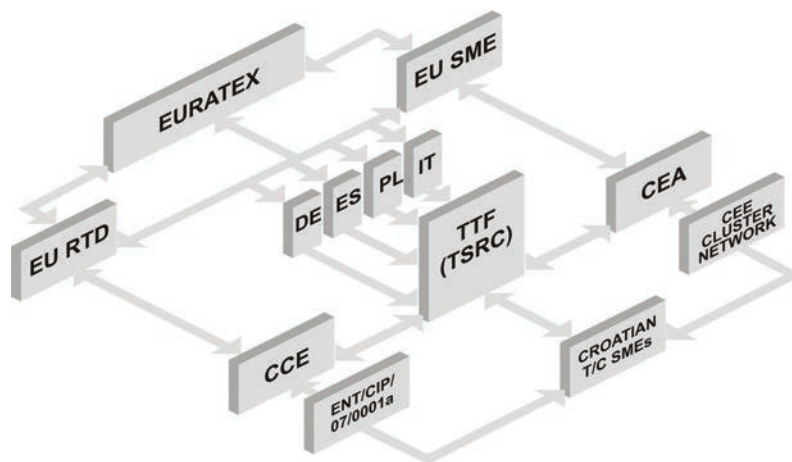 EURATEX
EU SME
DE
ES
PL
IT
CEA
CEE
CLUSTER
NETWORK
EU RTD
TTF
(TSRC)
CCE
ENT/CIP/
07/0001a
CROATIAN
T/C SMEs